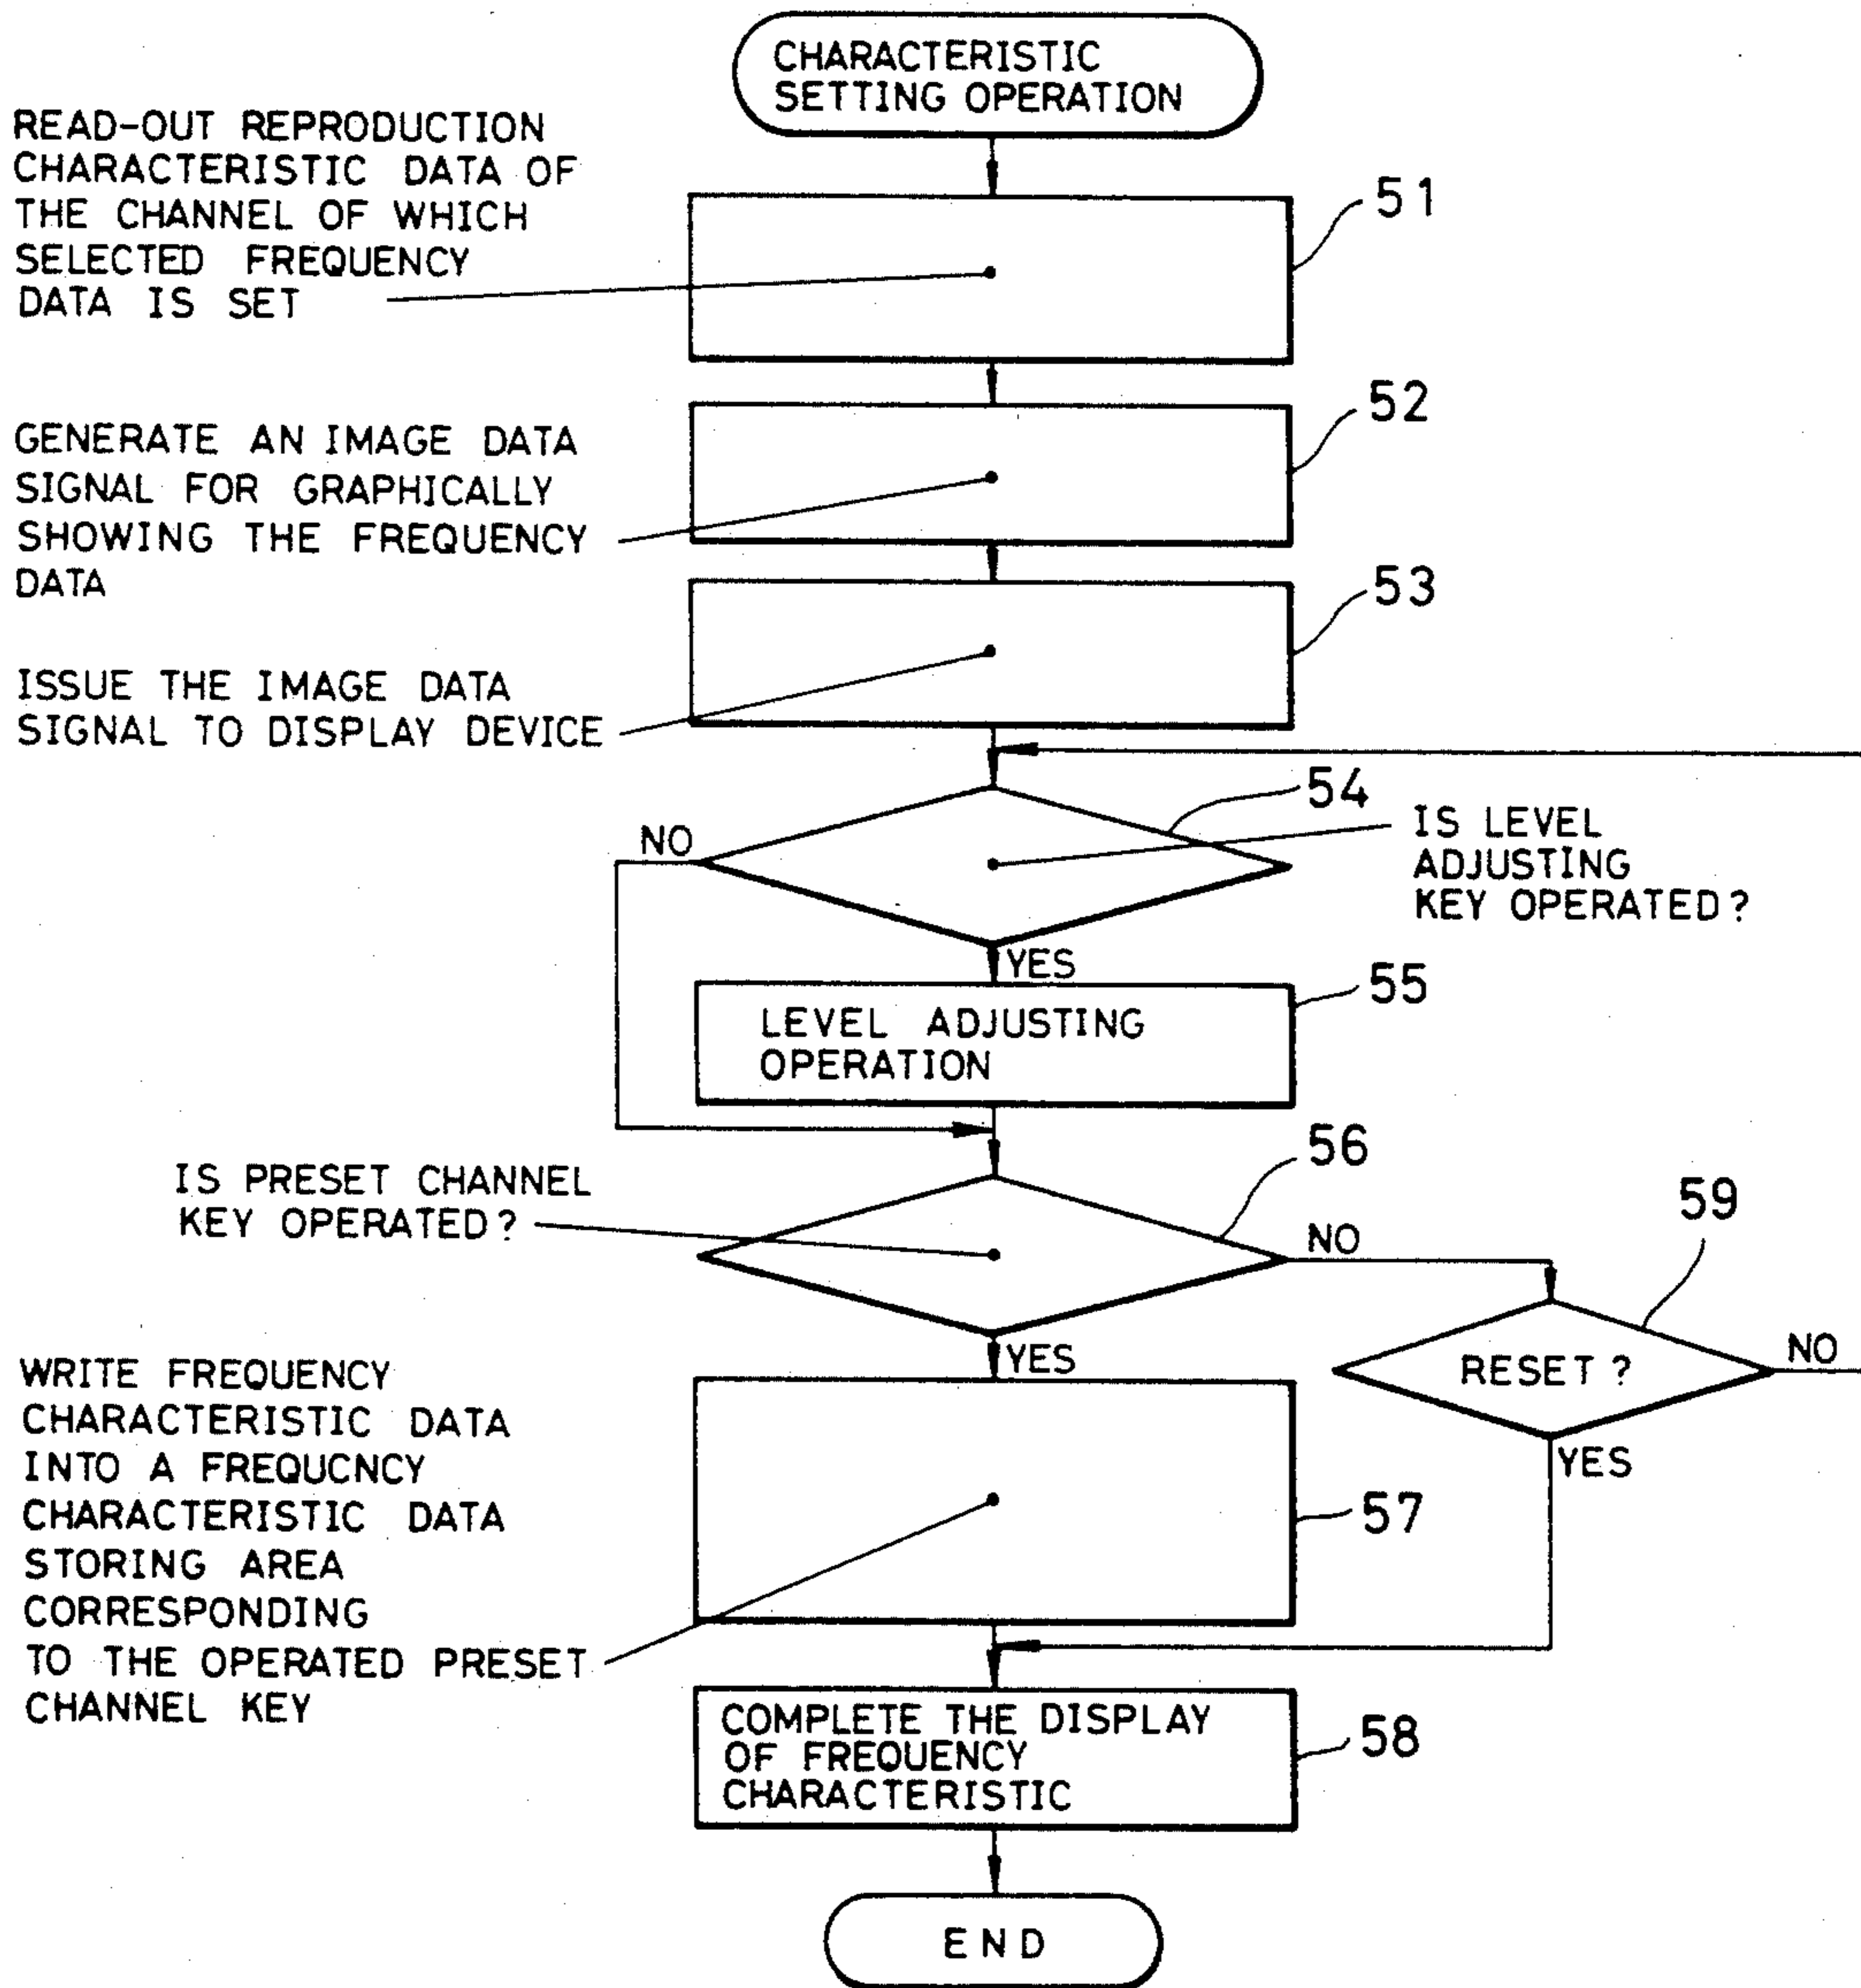 CHARACTERISTIC
SETTING OPERATION
READ-OUT REPRODUCTION
CHARACTERISTIC DATA OF
THE CHANNEL OF WHICH
SELECTED FREQUENCY
DATA IS SET
51
GENERATE AN IMAGE DATA
SIGNAL FOR GRAPHICALLY
SHOWING THE FREQUENCY
DATA
52
ISSUE THE IMAGE DATA
SIGNAL TO DISPLAY DEVICE
53
54
IS LEVEL
ADJUSTING
KEY OPERATED?
NO
YES
LEVEL ADJUSTING
OPERATION
55
IS PRESET CHANNEL
KEY OPERATED?
56
NO
59
RESET?
NO
YES
YES
WRITE FREQUENCY
CHARACTERISTIC DATA
INTO A FREQUCNCY
CHARACTERISTIC DATA
STORING AREA
CORRESPONDING
TO THE OPERATED PRESET
CHANNEL KEY
57
COMPLETE THE DISPLAY
OF FREQUENCY
CHARACTERISTIC
58
END